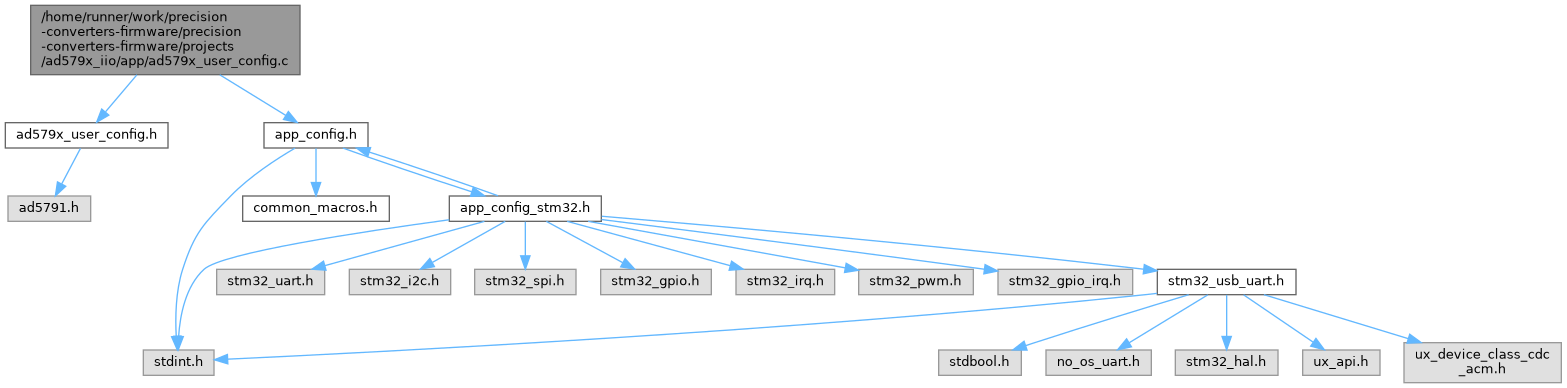 /home/runner/work/precision
-converters-firmware/precision
-converters-firmware/projects
/ad579x_iio/app/ad579x_user_config.c
ad579x_user_config.h
app_config.h
ad5791.h
common_macros.h
app_config_stm32.h
stm32_uart.h
stm32_i2c.h
stm32_spi.h
stm32_gpio.h
stm32_irq.h
stm32_pwm.h
stm32_gpio_irq.h
stm32_usb_uart.h
stdint.h
stdbool.h
no_os_uart.h
stm32_hal.h
ux_api.h
ux_device_class_cdc
_acm.h